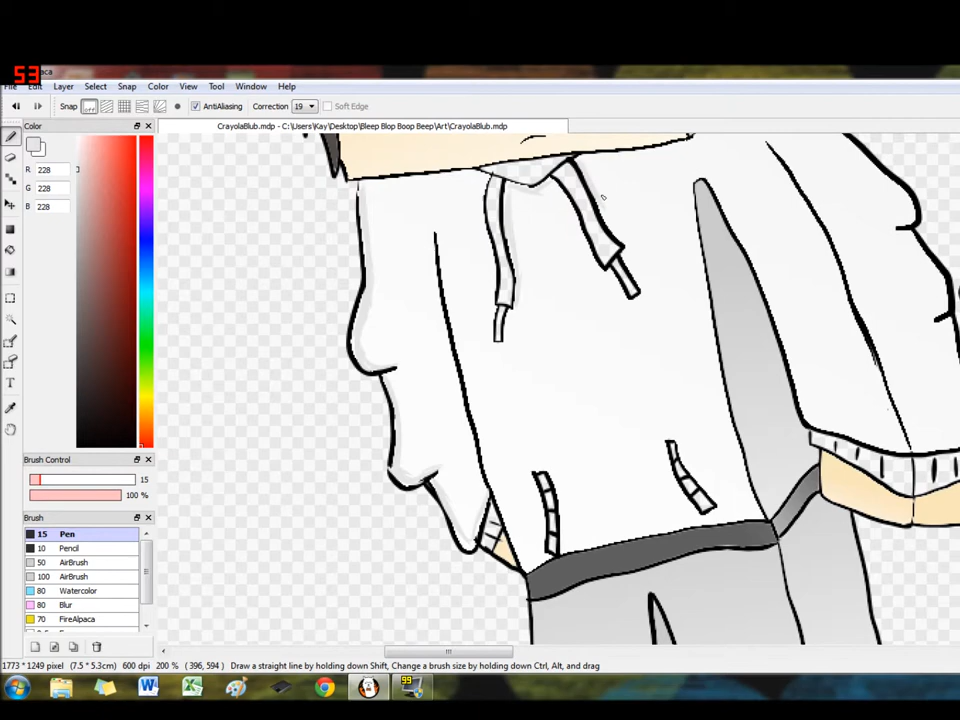 53
aca
File Edit Layer Select Snap Color View Tool Window Help
Snap off AntiAliasing Correction 19 Soft Edge
CrayolaBlub.mdp - C:\Users\Kay\Desktop\Bleep Blop Boop Beep\Art\CrayolaBlub.mdp
Color
R 228
G 228
B 228
T
Brush Control
15
100 %
Brush
15 Pen
10 Pencil
50 AirBrush
100 AirBrush
80 Watercolor
80 Blur
70 FireAlpaca
1773 * 1249 pixel (7.5 * 5.3cm) 600 dpi 200 % (396, 594) Draw a straight line by holding down Shift, Change a brush size by holding down Ctrl, Alt, and drag
99